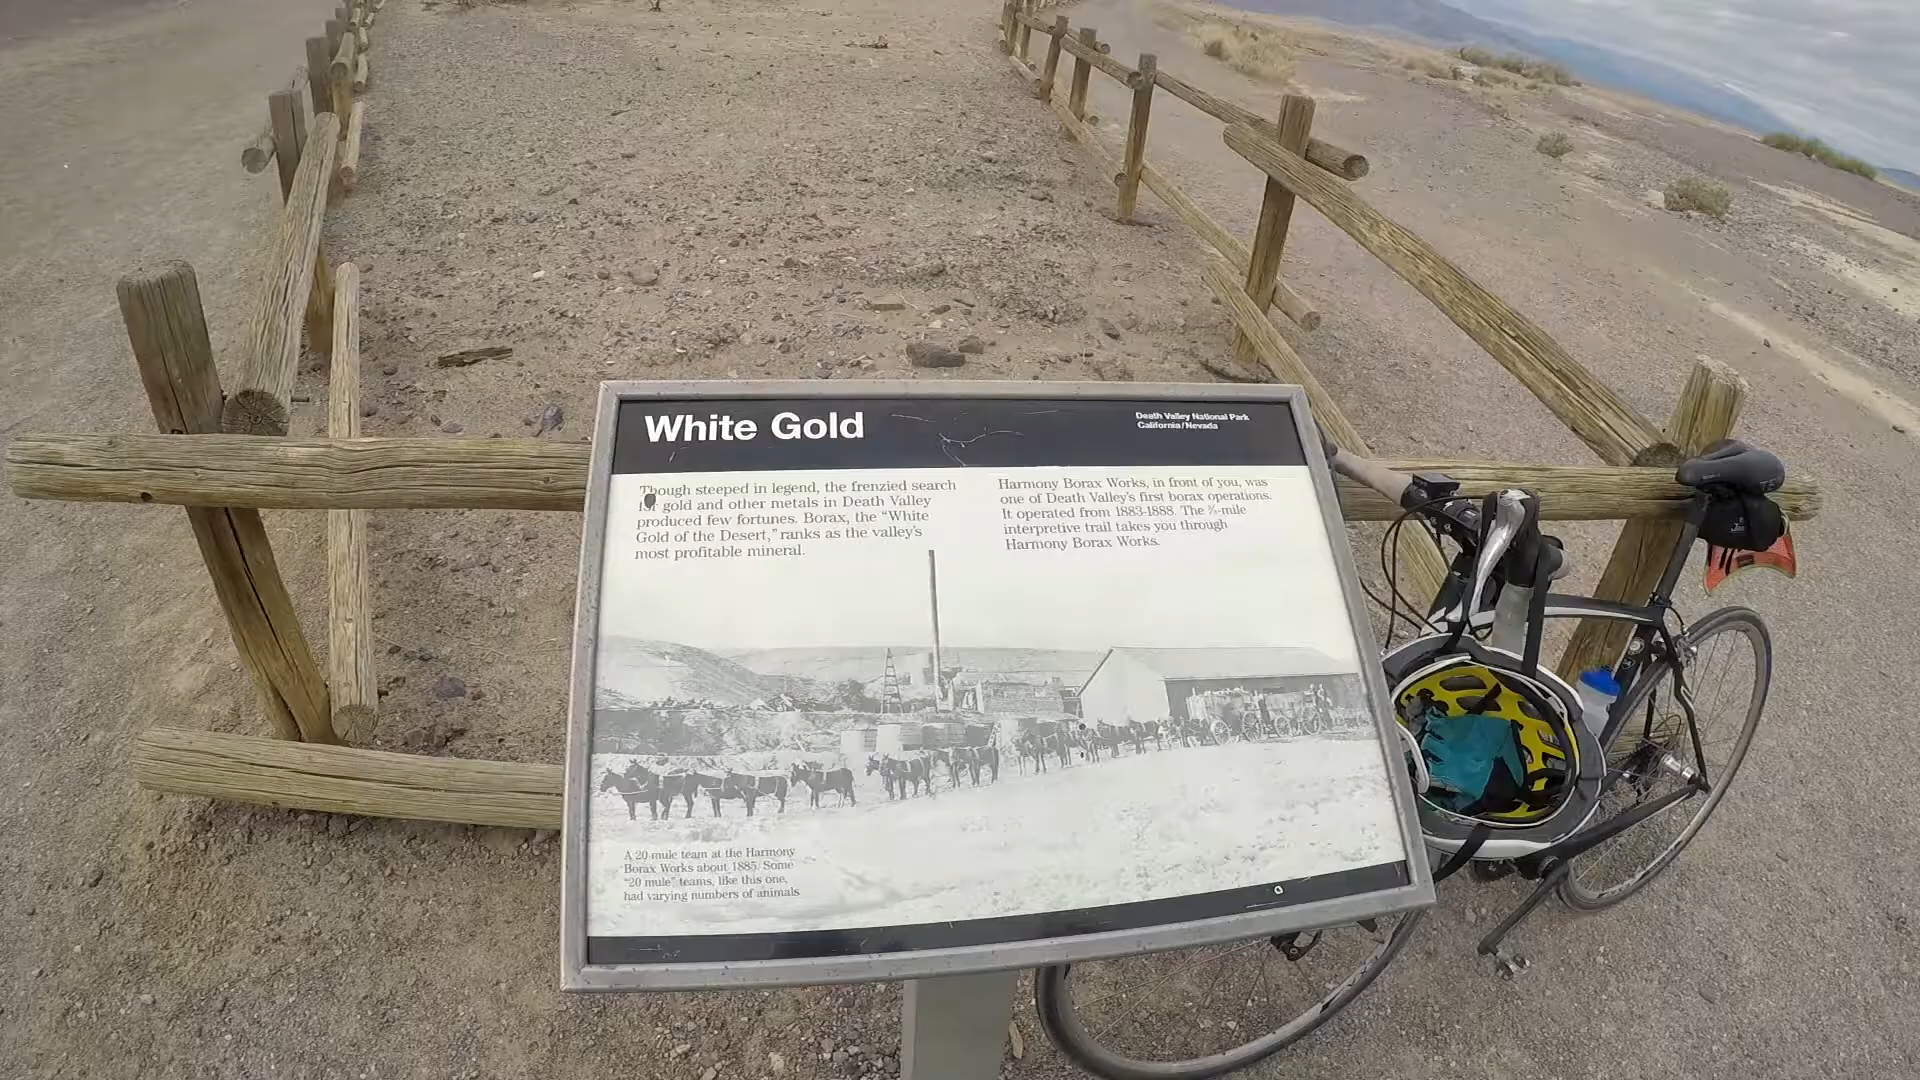 White Gold
Death Valley National Park
California/Nevada
Though steeped in legend, the frenzied search
for gold and other metals in Death Valley
produced few fortunes. Borax, the “White
Gold of the Desert,” ranks as the valley’s
most profitable mineral.
Harmony Borax Works, in front of you, was
one of Death Valley’s first borax operations.
It operated from 1883-1888. The -mile
interpretive trail takes you through
Harmony Borax Works.
A 20 mule team at the Harmony
Borax Works about 1885. Some
“20 mule” teams, like this one,
had varying numbers of animals